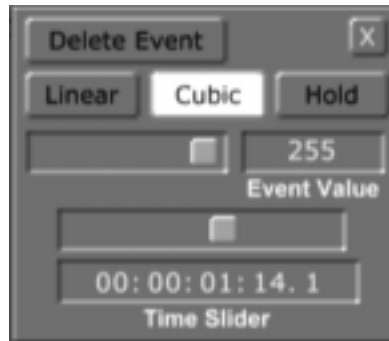 Delete Event X
Linear Cubic Hold
255
Event Value
00:00:01:14.1
Time Slider